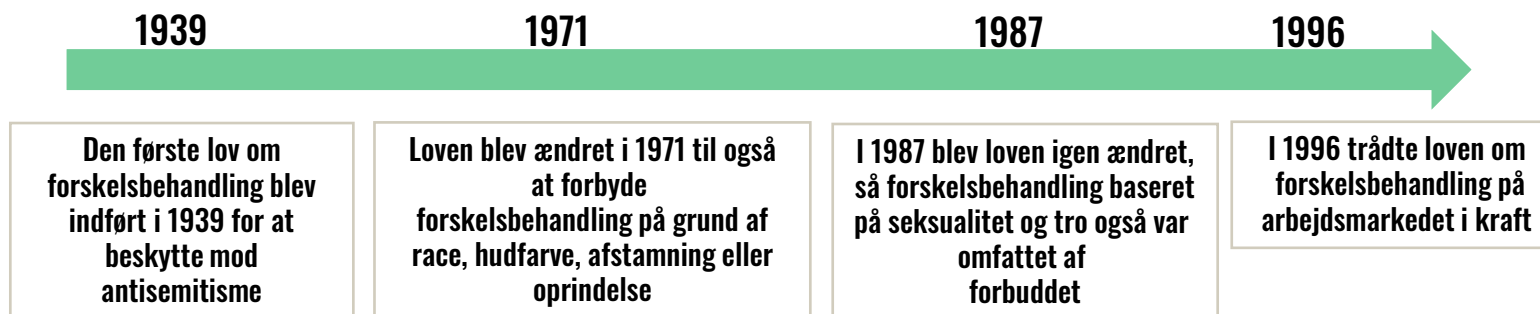 1939
1971
1987
1996
Den første lov om
forskelsbehandling blev
indført i 1939 for at
beskytte mod
antisemitisme
Loven blev ændret i 1971 til også
at forbyde
forskelsbehandling på grund af
race, hudfarve, afstamning eller
oprindelse
I 1987 blev loven igen ændret,
så forskelsbehandling baseret
på seksualitet og tro også var
omfattet af
forbuddet
I 1996 trådte loven om
forskelsbehandling på
arbejdsmarkedet i kraft